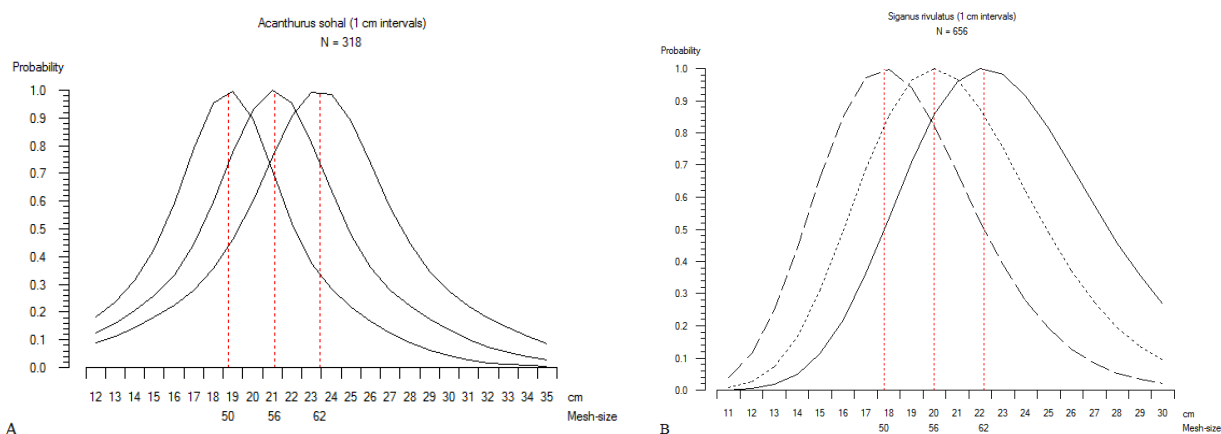 Acanthurus sohal (1 cm intervals)
N = 318
Probability
1.0
0.9
0.8
0.7
0.6
0.5
0.4
0.3
0.2
0.1
0.0
12 13 14 15 16 17 18 19 20 21 22 23 24 25 26 27 28 29 30 31 32 33 34 35 cm
50 56 62 Mesh-size
A
Siganus rivulatus (1 cm intervals)
N = 656
Probability
1.0
0.9
0.8
0.7
0.6
0.5
0.4
0.3
0.2
0.1
0.0
11 12 13 14 15 16 17 18 19 20 21 22 23 24 25 26 27 28 29 30 cm
50 56 62 Mesh-size
B